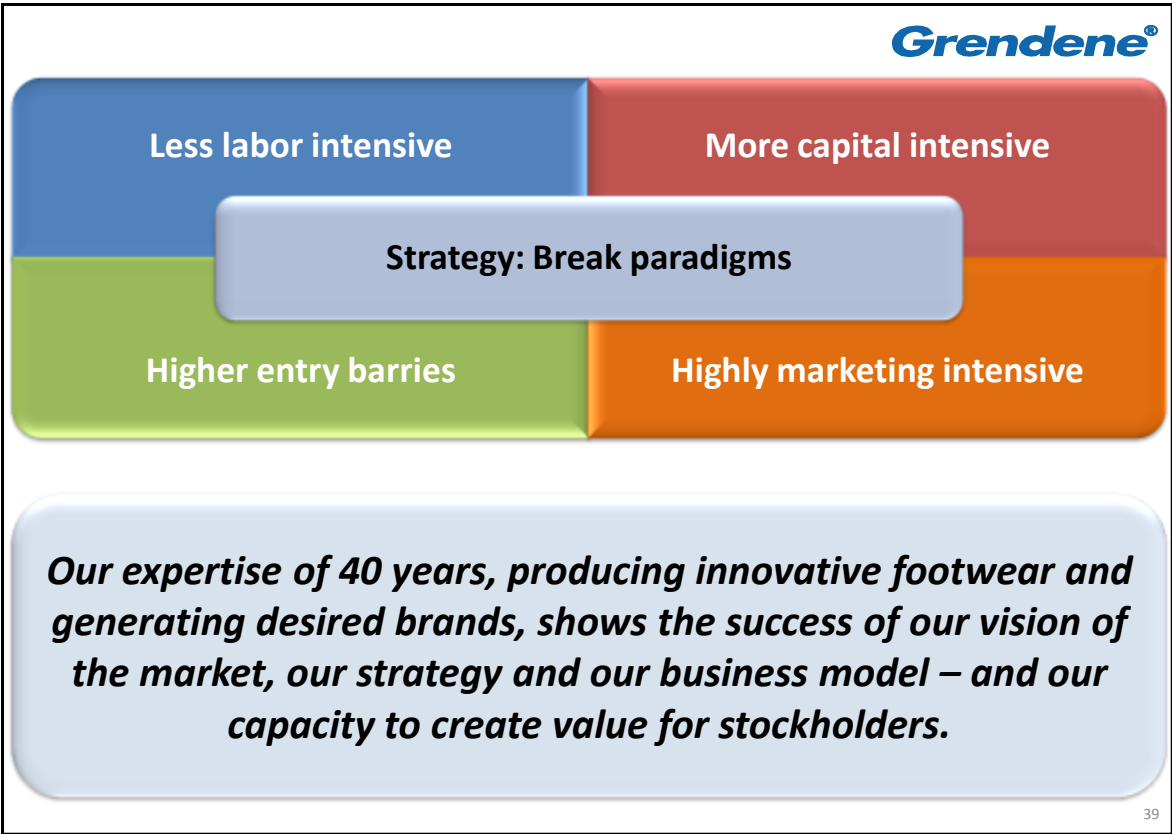 Grendene®
Less labor intensive
More capital intensive
Strategy: Break paradigms
Higher entry barries
Highly marketing intensive
Our expertise of 40 years, producing innovative footwear and
generating desired brands, shows the success of our vision of
the market, our strategy and our business model – and our
capacity to create value for stockholders.
39